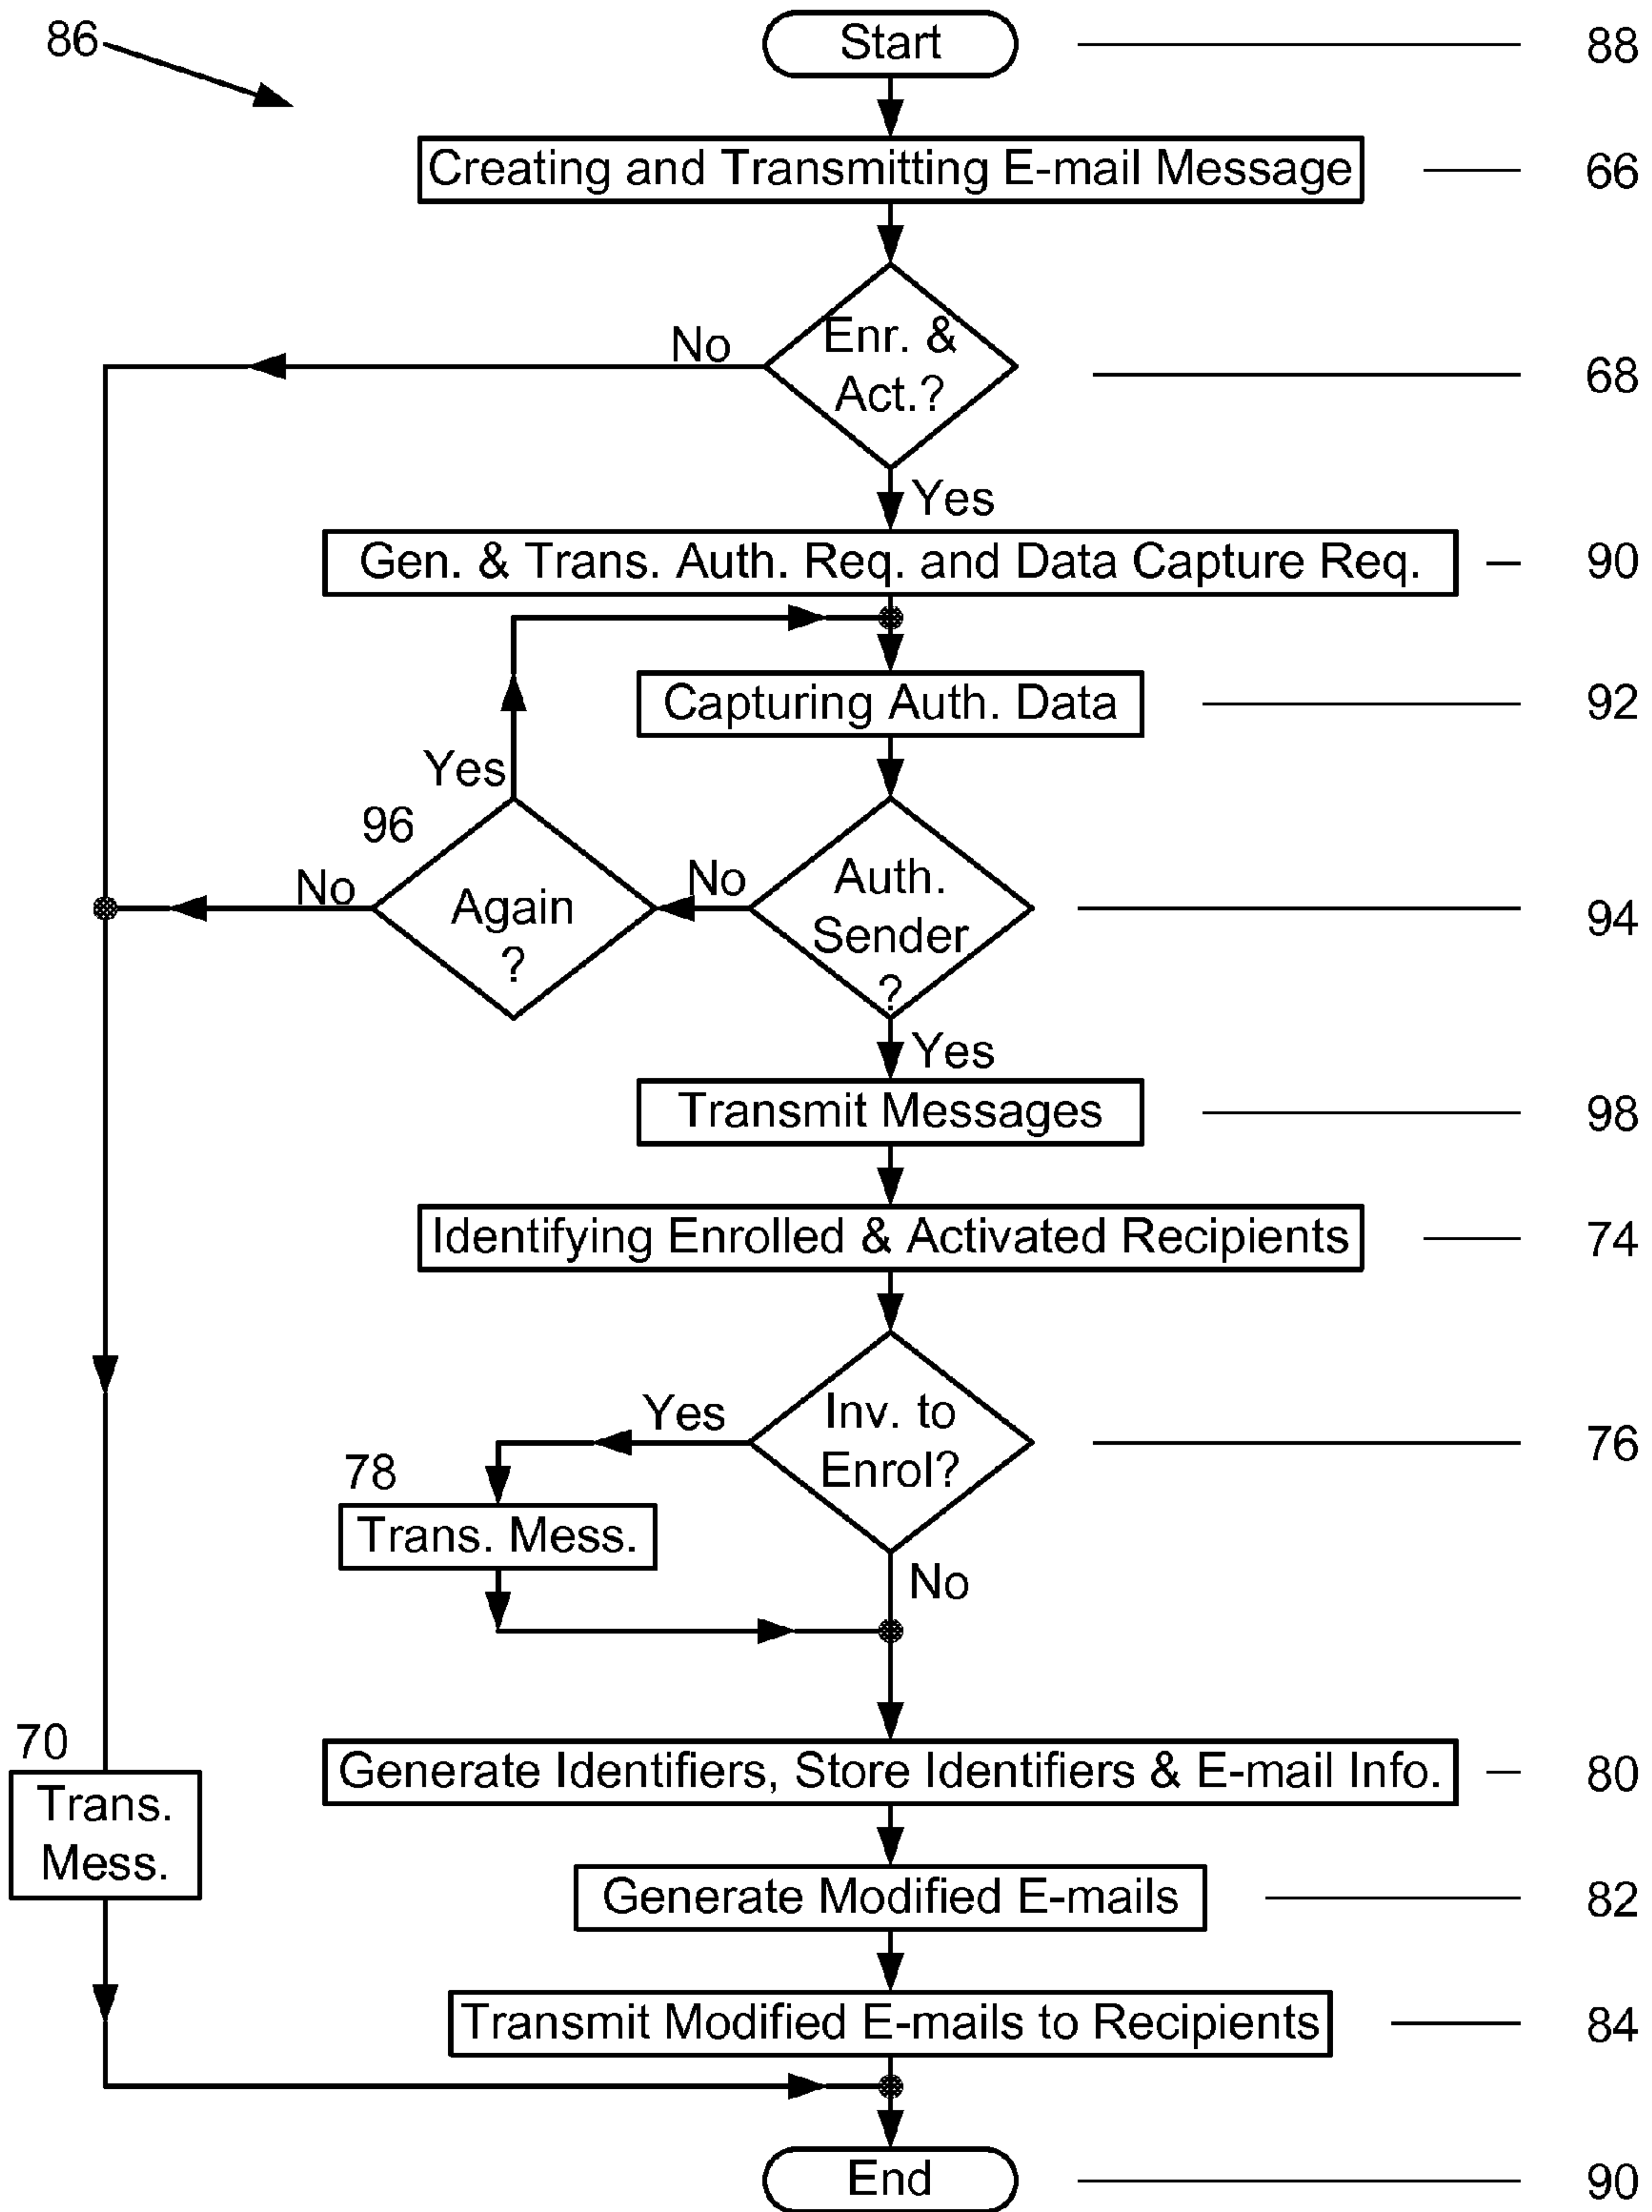 86
Start
88
Creating and Transmitting E-mail Message
66
No
Enr. &
Act.?
68
Yes
Gen. & Trans. Auth. Req. and Data Capture Req.
90
Capturing Auth. Data
92
Yes
96
No
Again
?
No
Auth.
Sender
?
94
Yes
Transmit Messages
98
Identifying Enrolled & Activated Recipients
74
Yes
Inv. to
Enrol?
76
78
Trans. Mess.
No
70
Trans.
Mess.
Generate Identifiers, Store Identifiers & E-mail Info.
80
Generate Modified E-mails
82
Transmit Modified E-mails to Recipients
84
End
90